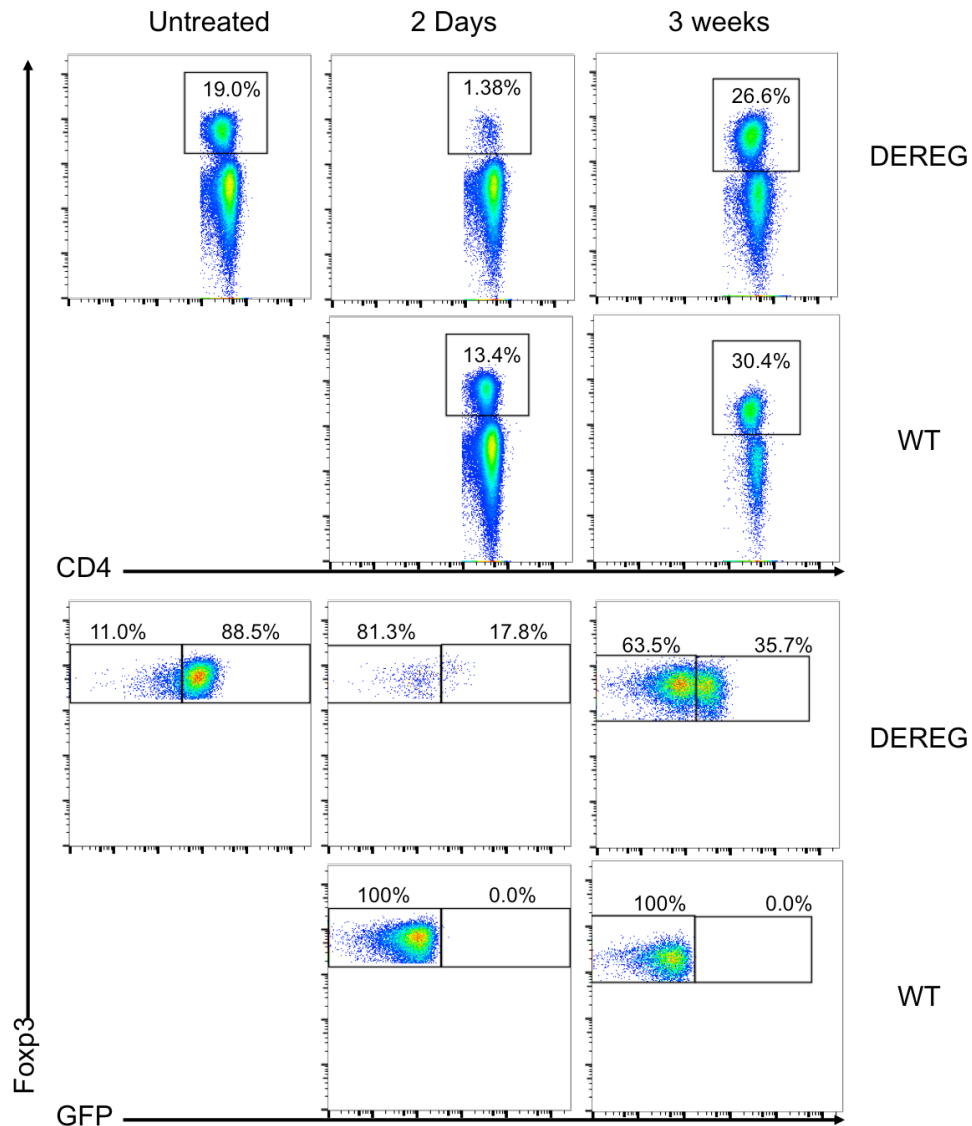 Untreated 2 Days 3 weeks
19.0% 1.38% 26.6%
DEREG
13.4% 30.4%
WT
CD4
11.0% 88.5% 81.3% 17.8% 63.5% 35.7%
DEREG
100% 0.0% 100% 0.0%
WT
Foxp3
GFP